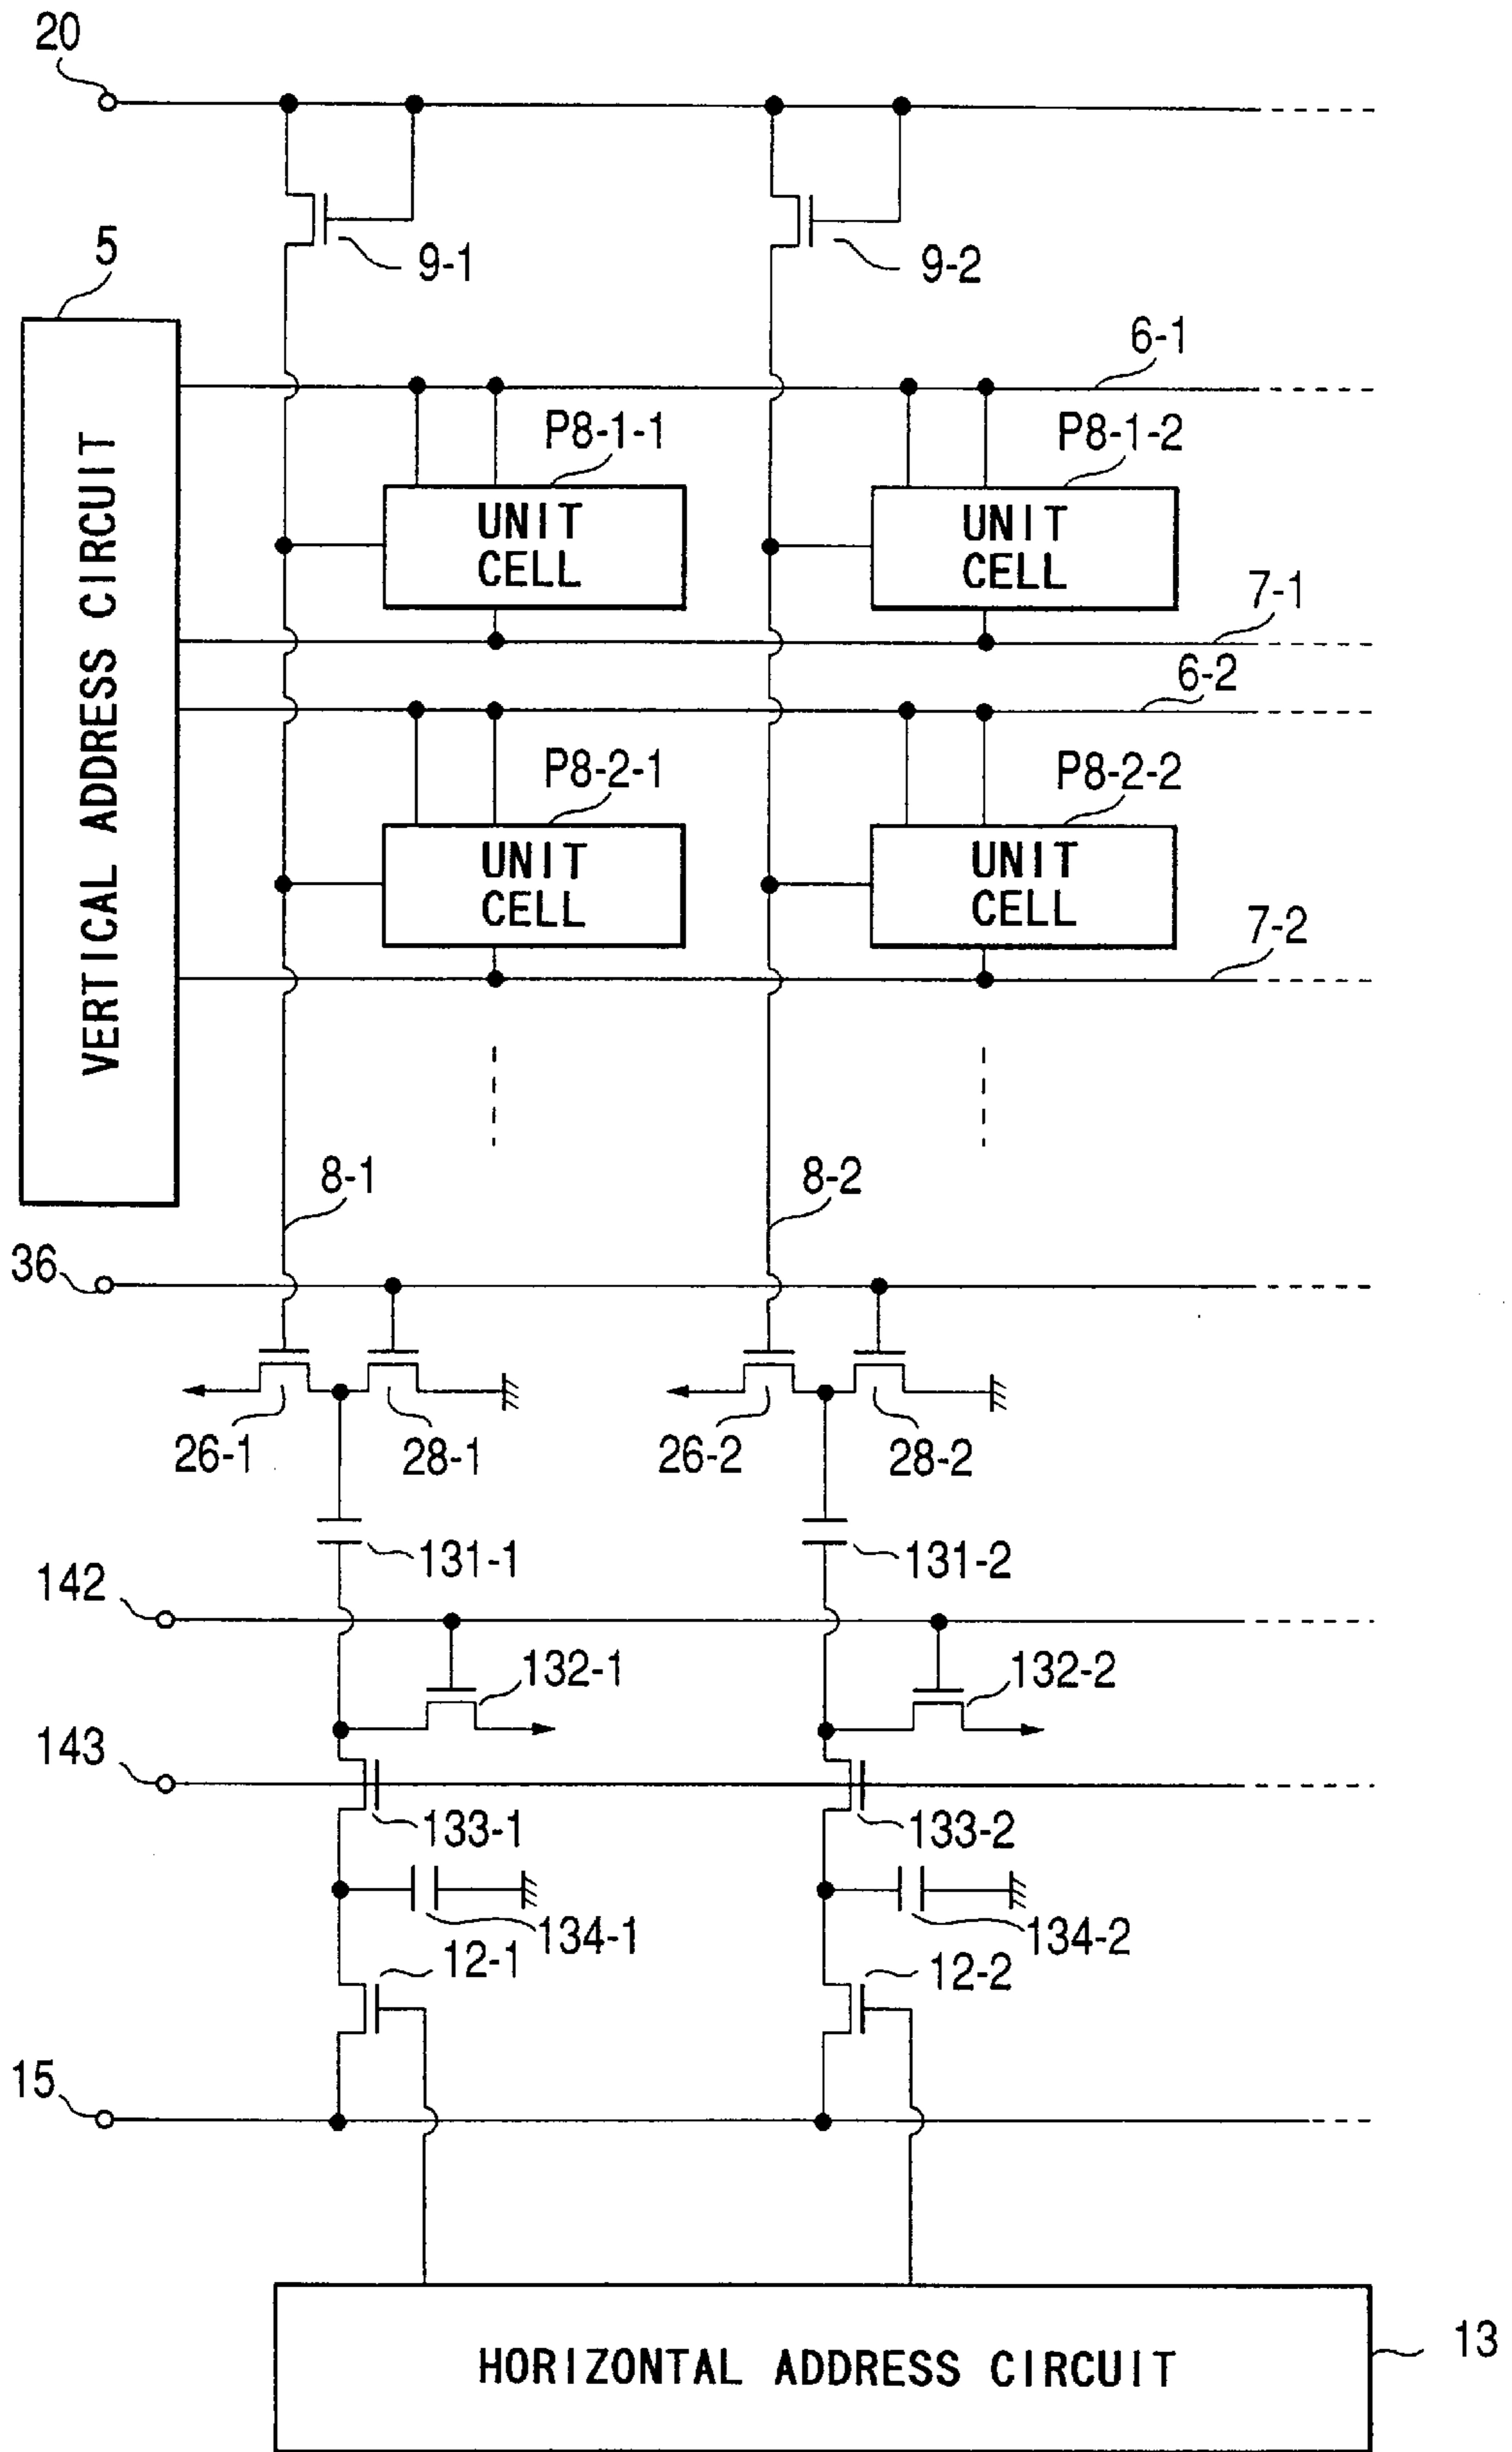 20
9-1
9-2
5
6-1
P8-1-1
P8-1-2
UNIT
CELL
UNIT
CELL
7-1
6-2
P8-2-1
P8-2-2
UNIT
CELL
UNIT
CELL
7-2
VERTICAL ADDRESS CIRCUIT
8-1
8-2
36
26-1
28-1
26-2
28-2
131-1
131-2
142
132-1
132-2
143
133-1
133-2
134-1
134-2
12-1
12-2
15
13
HORIZONTAL ADDRESS CIRCUIT